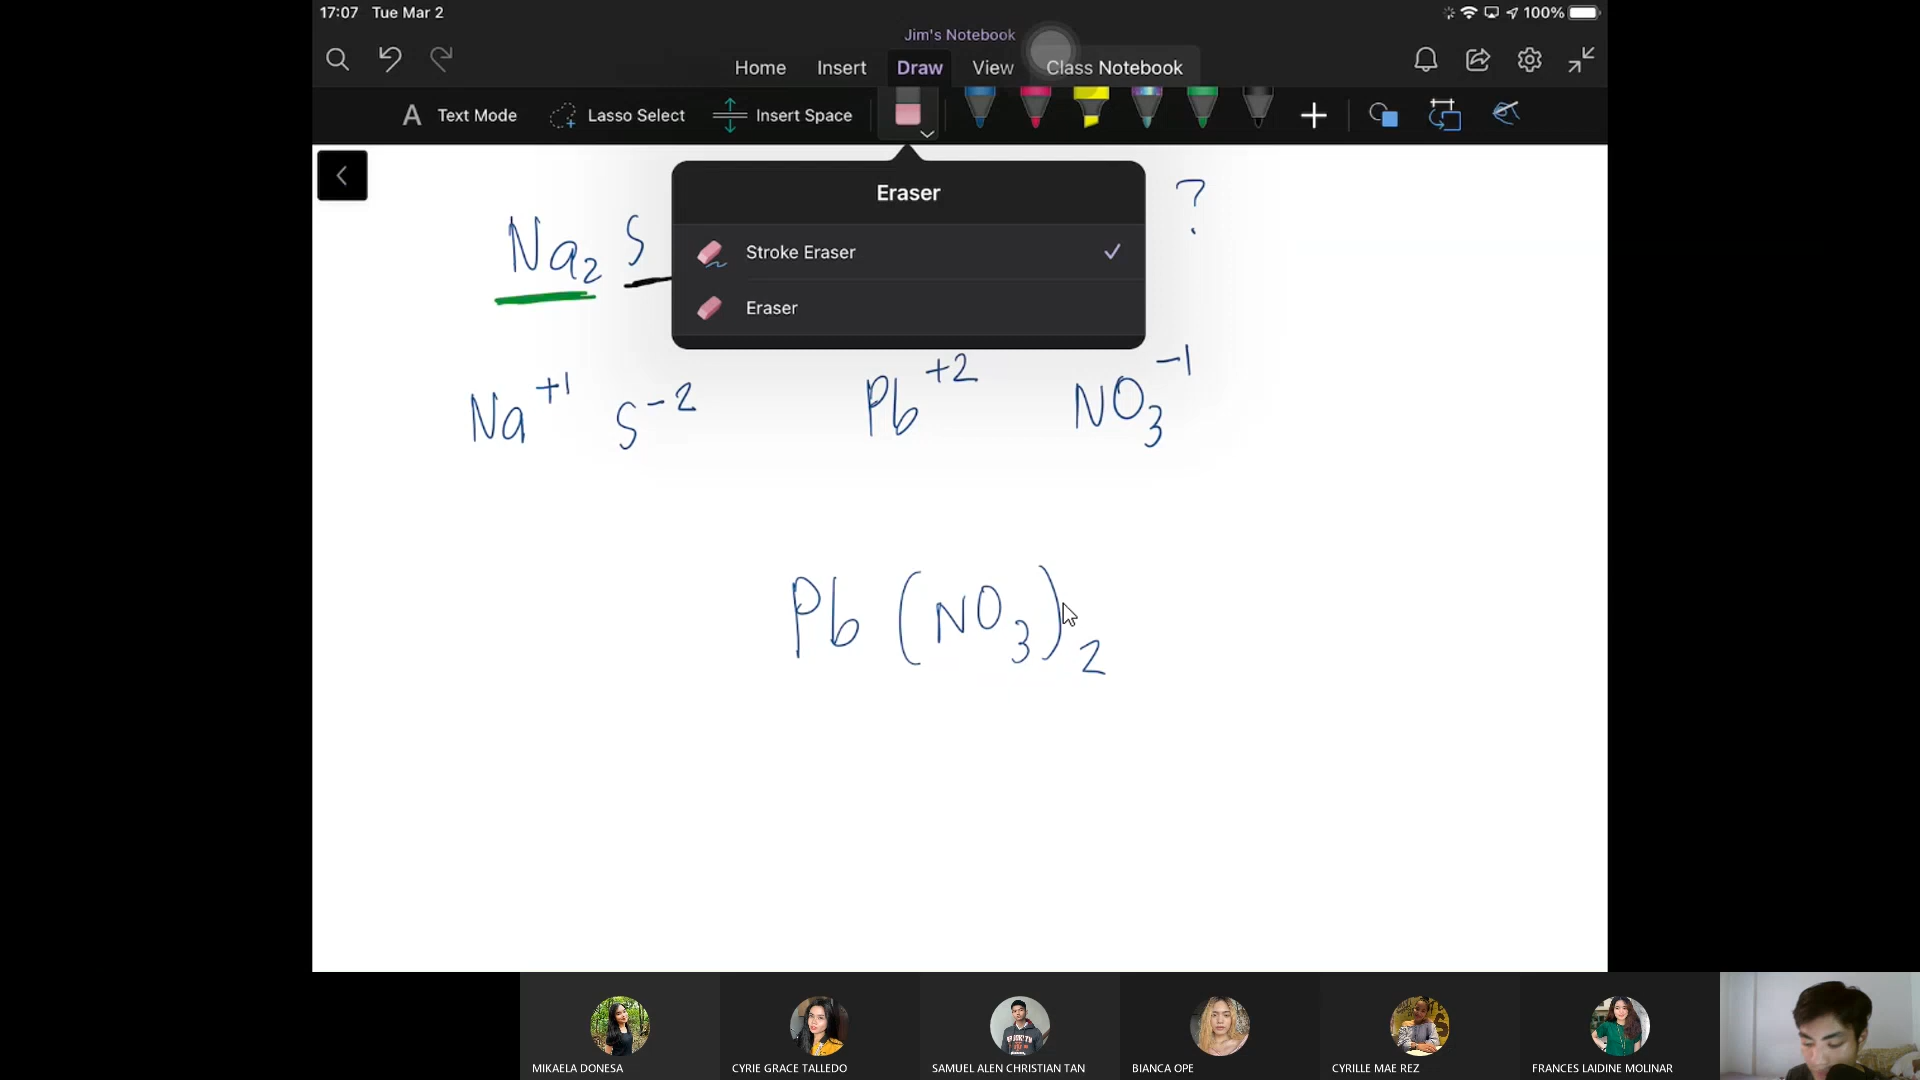 17:07 Tue Mar 2 100%
Jim's Notebook
Home Insert Draw View Class Notebook
A Text Mode Lasso Select Insert Space
Eraser
Stroke Eraser
Eraser
Na₂ S ?
Na⁺¹ S⁻² Pb⁺² NO₃⁻¹
Pb (NO₃)₂
MIKAELA DONESA CYRIE GRACE TALLEDO SAMUEL ALEN CHRISTIAN TAN BIANCA OPE CYRILLE MAE REZ FRANCES LAIDINE MOLINAR